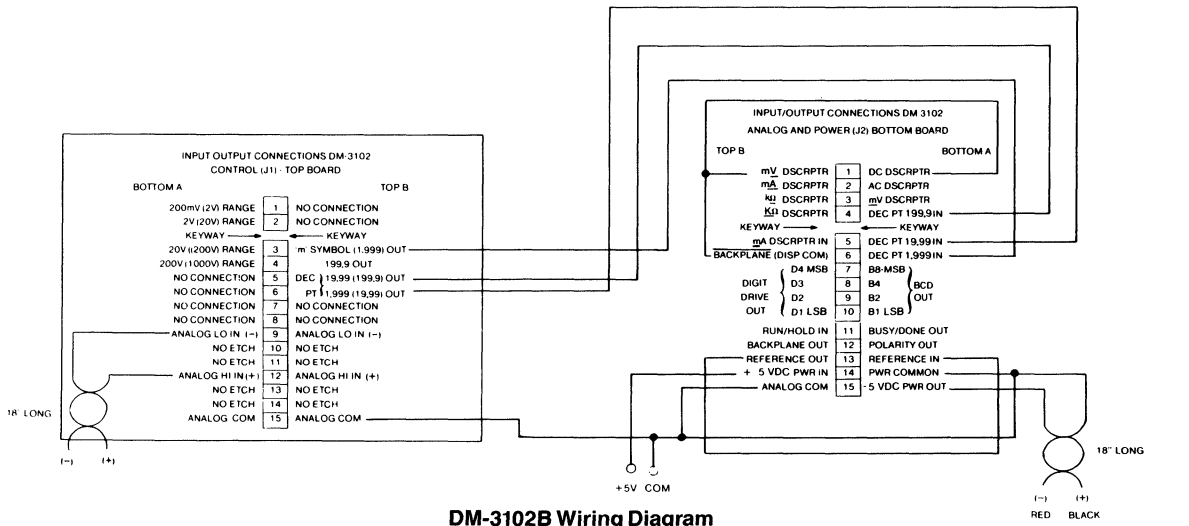 INPUT OUTPUT CONNECTIONS DM-3102
CONTROL (J1) - TOP BOARD
BOTTOM A TOP B
200mV (2V) RANGE 1 NO CONNECTION
2V (20V) RANGE 2 NO CONNECTION
KEYWAY KEYWAY
20V (200V) RANGE 3 'm' SYMBOL (1,999) OUT
200V (1000V) RANGE 4 199,9 OUT
NO CONNECTION 5 DEC 19,99 (199,9) OUT
NO CONNECTION 6 PT 1,999 (19,99) OUT
NO CONNECTION 7 NO CONNECTION
NO CONNECTION 8 NO CONNECTION
ANALOG LO IN (-) 9 ANALOG LO IN (-)
NO ETCH 10 NO ETCH
NO ETCH 11 NO ETCH
ANALOG HI IN (+) 12 ANALOG HI IN (+)
NO ETCH 13 NO ETCH
NO ETCH 14 NO ETCH
ANALOG COM 15 ANALOG COM
18" LONG
(-) (+)
INPUT/OUTPUT CONNECTIONS DM 3102
ANALOG AND POWER (J2) BOTTOM BOARD
TOP B BOTTOM A
mV DSCRPTR 1 DC DSCRPTR
mA DSCRPTR 2 AC DSCRPTR
kΩ DSCRPTR 3 mV DSCRPTR
KΩ DSCRPTR 4 DEC PT 199,9 IN
KEYWAY KEYWAY
mA DSCRPTR IN 5 DEC PT 19,99 IN
BACKPLANE (DISP COM) 6 DEC PT 1,999 IN
D4 MSB 7 B8-MSB
DIGIT D3 8 B4 BCD
DRIVE D2 9 B2 OUT
OUT D1 LSB 10 B1 LSB
RUN/HOLD IN 11 BUSY/DONE OUT
BACKPLANE OUT 12 POLARITY OUT
REFERENCE OUT 13 REFERENCE IN
+ 5 VDC PWR IN 14 PWR COMMON
ANALOG COM 15 -5 VDC PWR OUT
+5V COM
18" LONG
(-) (+)
RED BLACK
DM-3102B Wiring Diagram